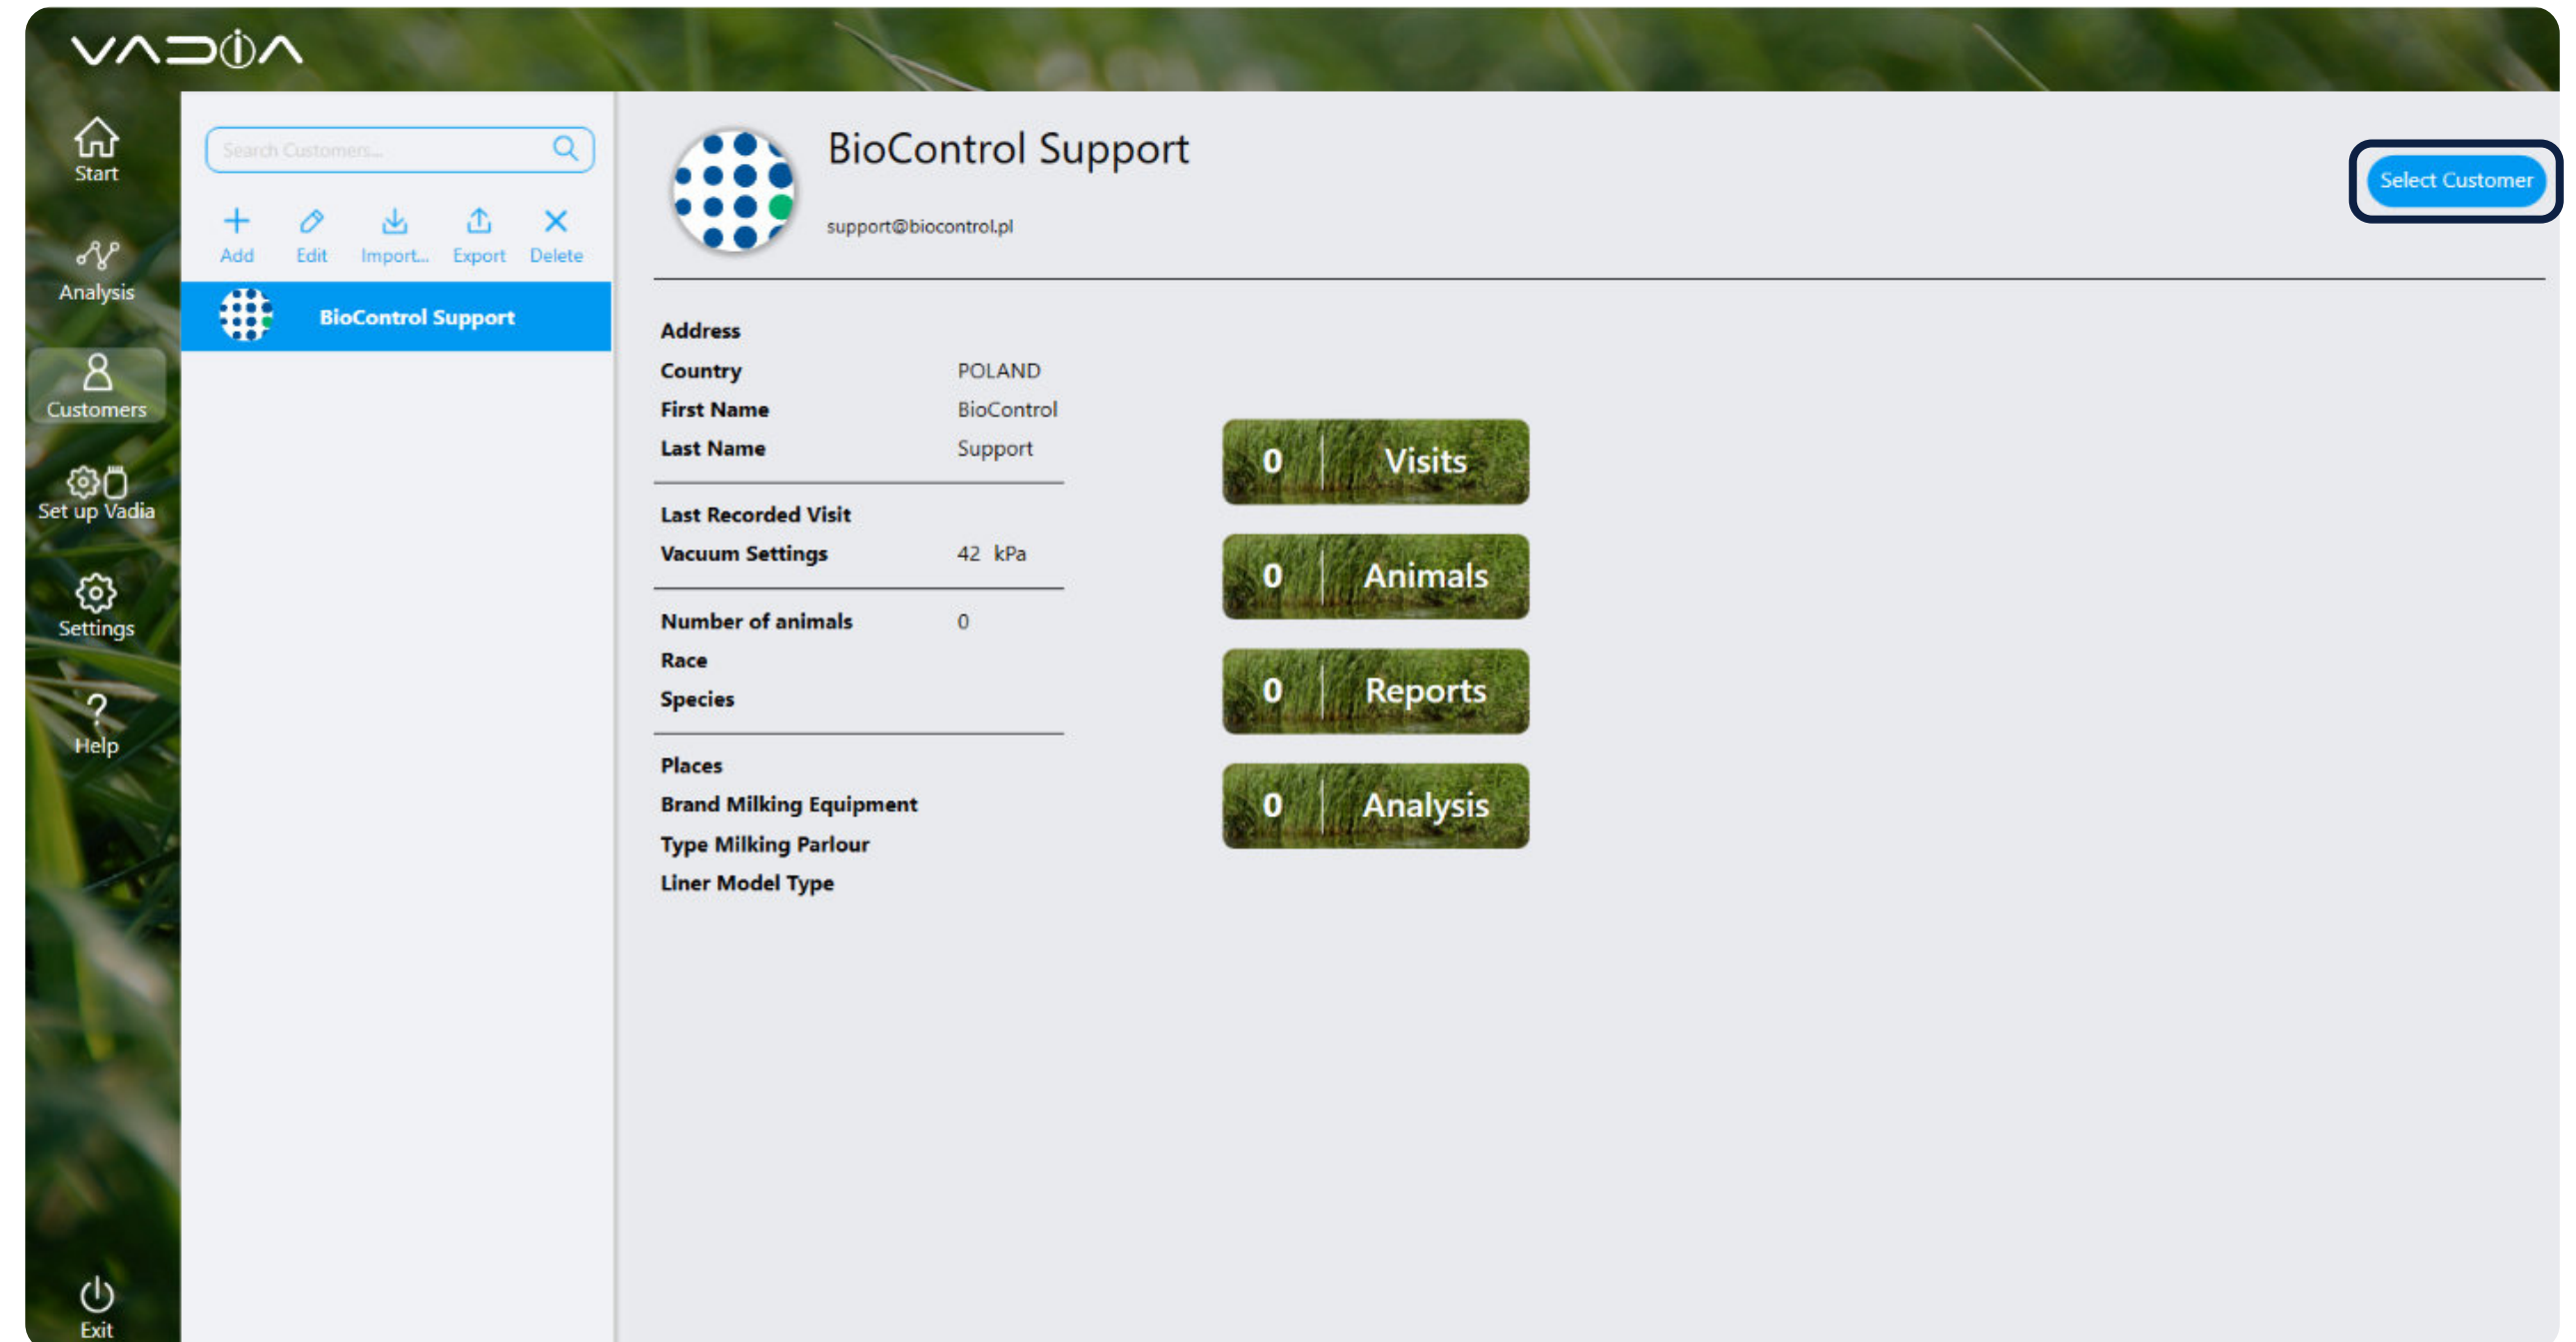 VADIA
Start
Analysis
Customers
Set up Vadia
Settings
Help
Exit
Search Customers...
Add Edit Import... Export Delete
BioControl Support
BioControl Support
support@biocontrol.pl
Select Customer
Address
Country POLAND
First Name BioControl
Last Name Support
Last Recorded Visit
Vacuum Settings 42 kPa
Number of animals 0
Race
Species
Places
Brand Milking Equipment
Type Milking Parlour
Liner Model Type
0 Visits
0 Animals
0 Reports
0 Analysis